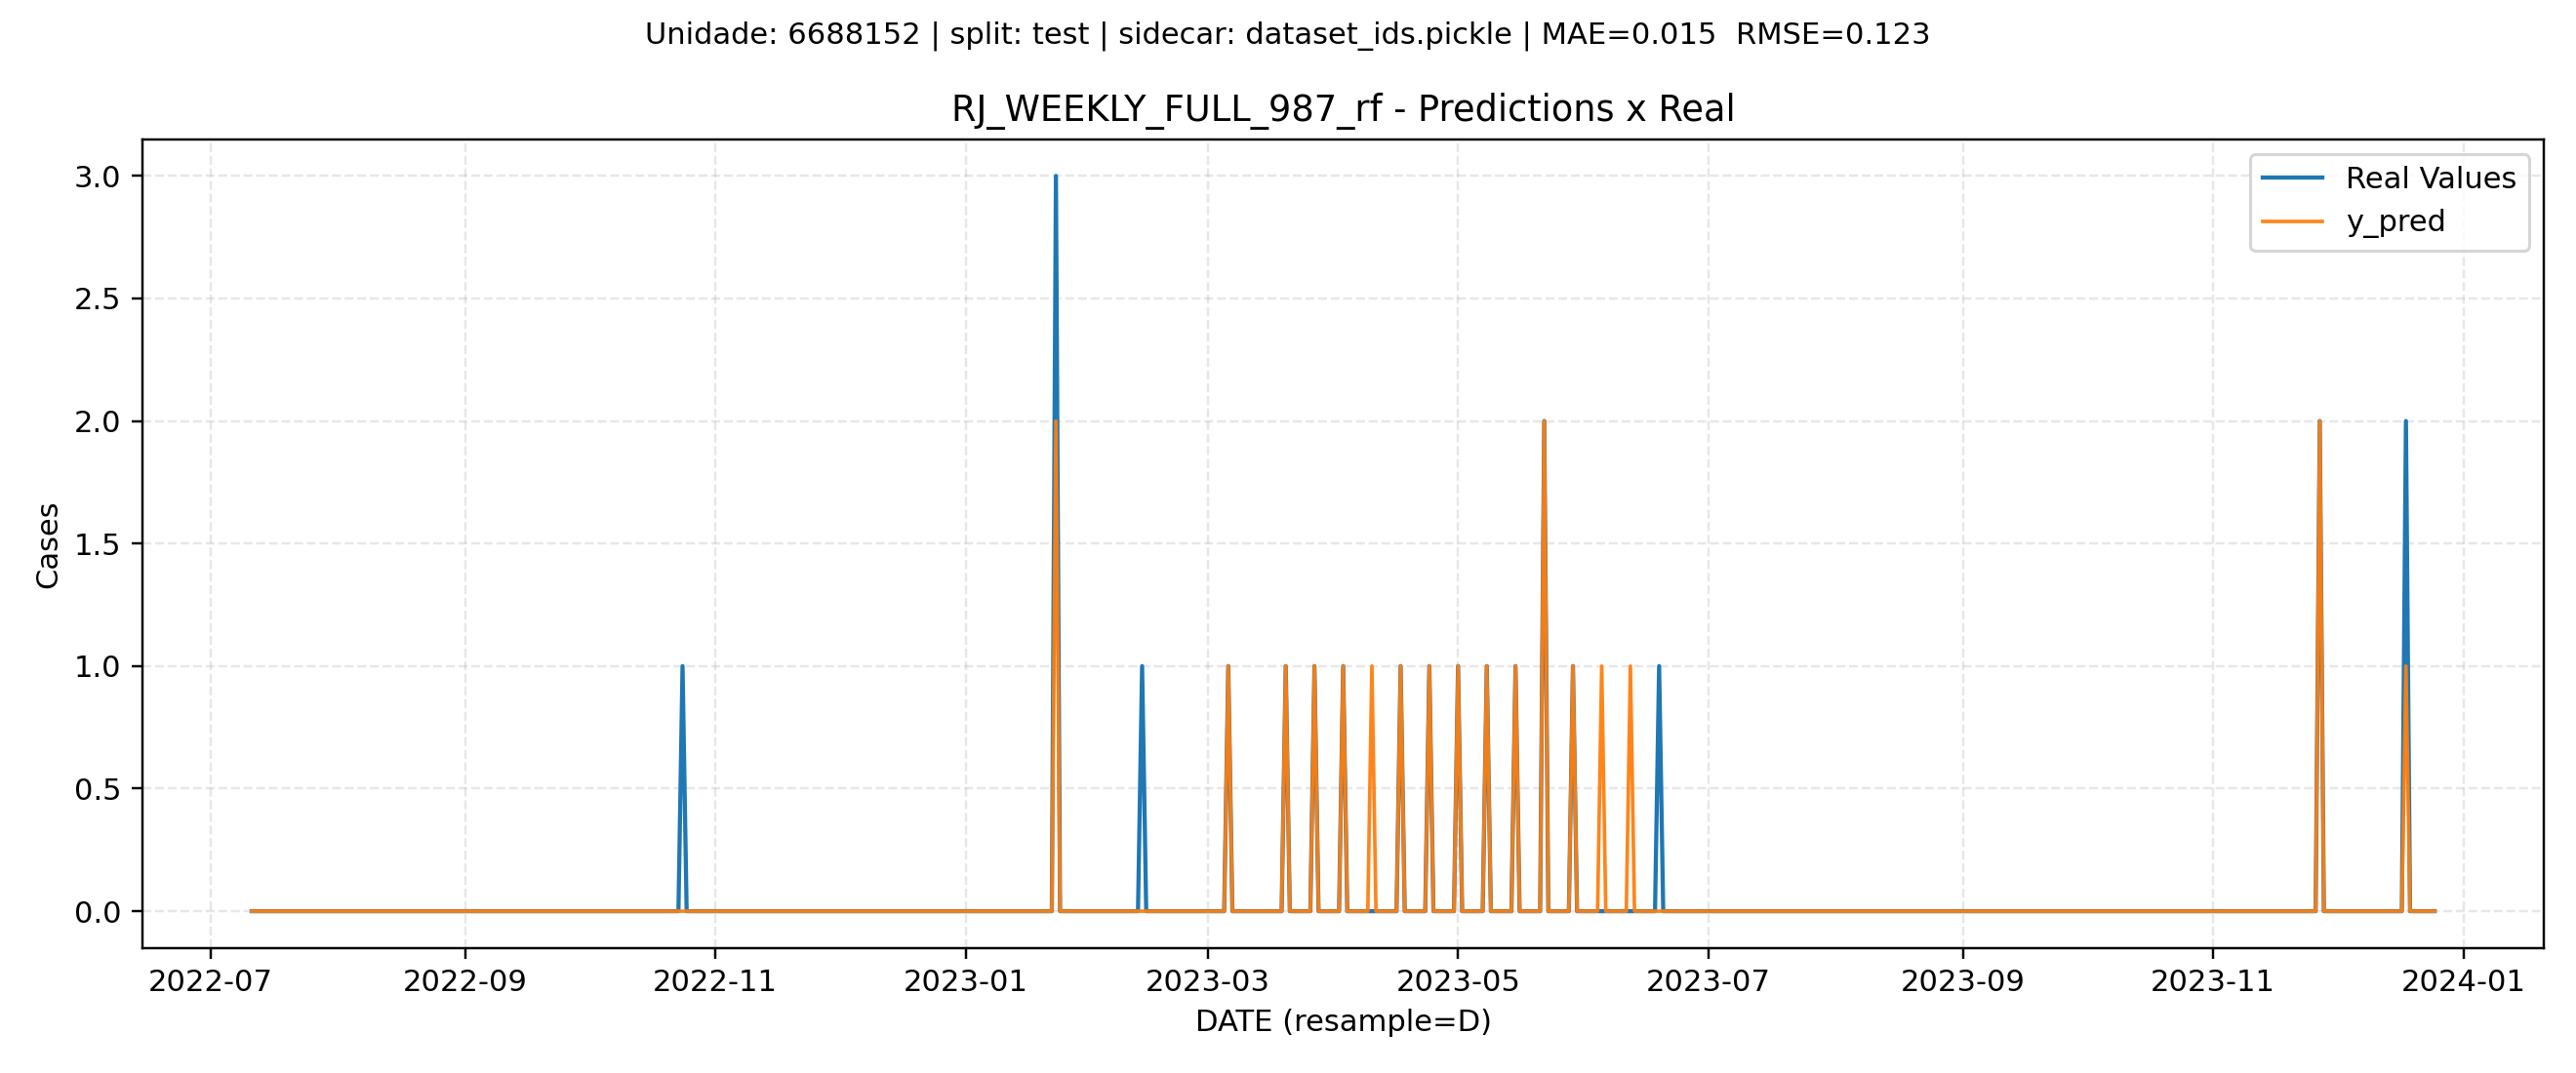 Unidade: 6688152 | split: test | sidecar: dataset_ids.pickle | MAE=0.015  RMSE=0.123
RJ_WEEKLY_FULL_987_rf - Predictions x Real
Real Values
y_pred
3.0
2.5
2.0
1.5
1.0
0.5
0.0
Cases
2022-07 2022-09 2022-11 2023-01 2023-03 2023-05 2023-07 2023-09 2023-11 2024-01
DATE (resample=D)